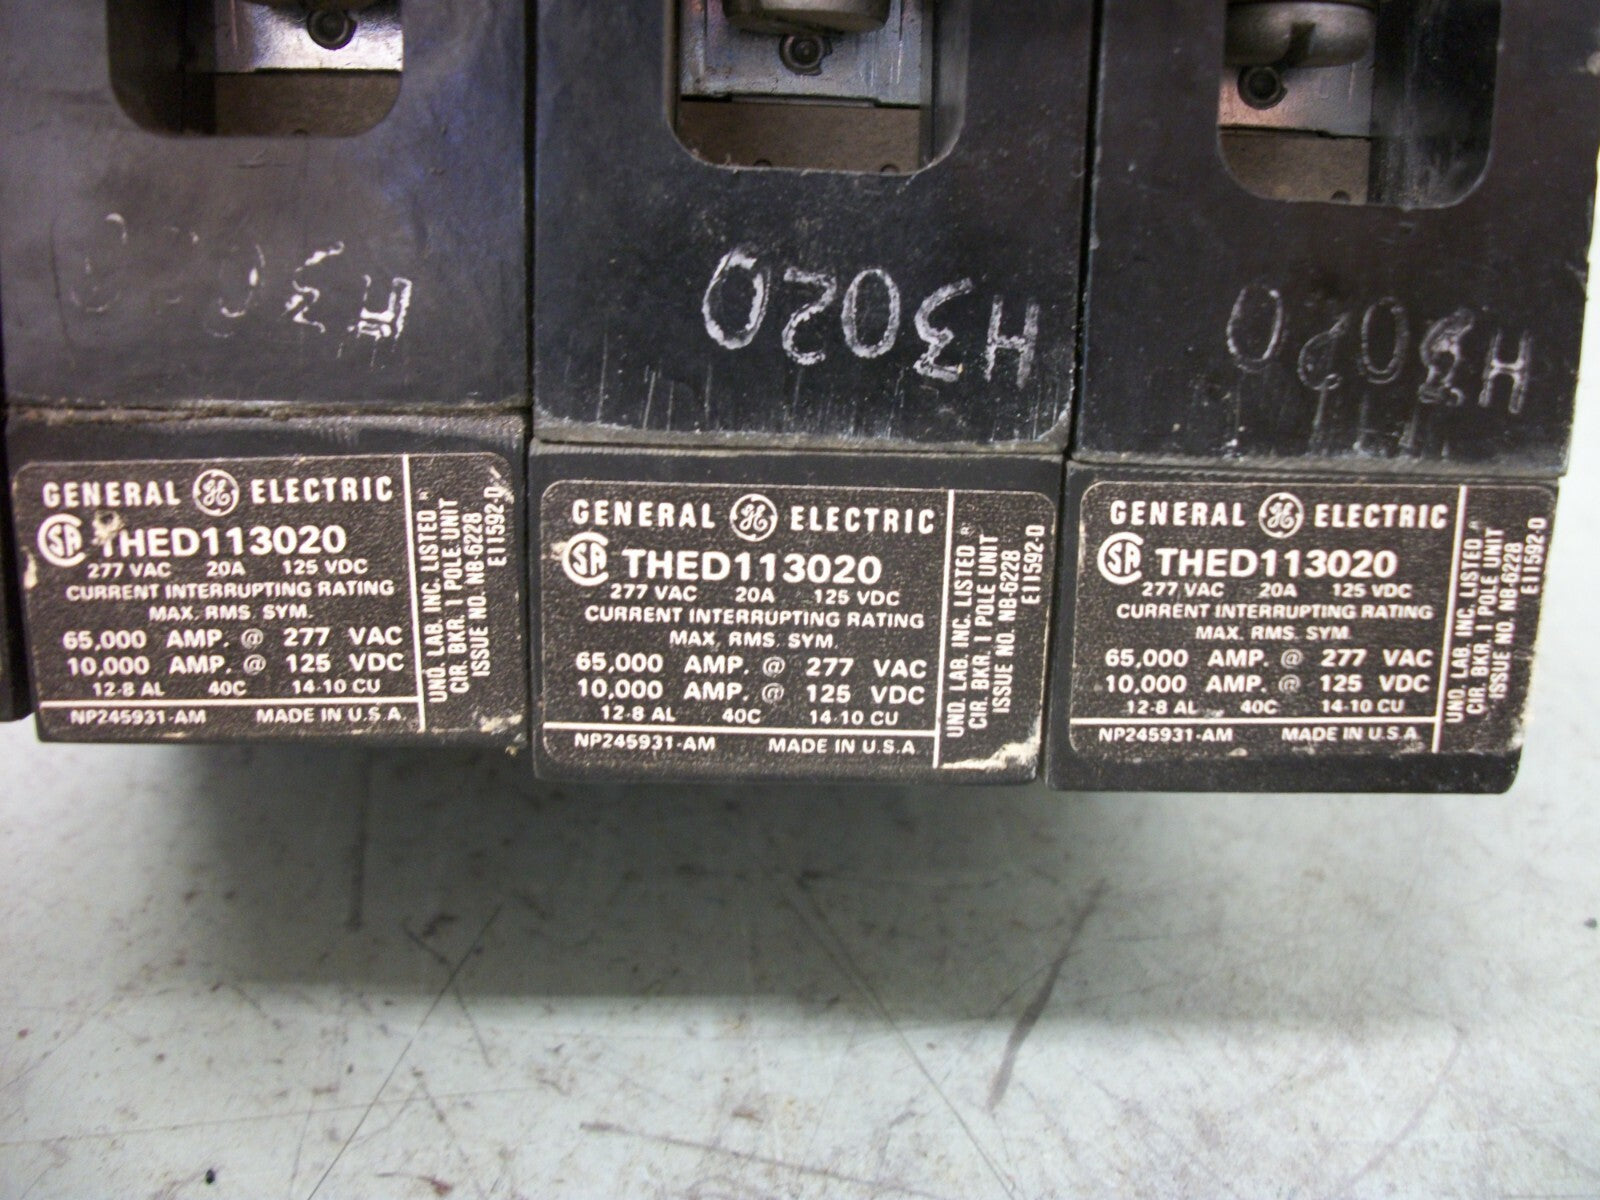 H30
H3020
H3020
GENERAL GE ELECTRIC
SA THED113020
277 VAC 20A 125 VDC
CURRENT INTERRUPTING RATING
MAX. RMS. SYM.
65,000 AMP. @ 277 VAC
10,000 AMP. @ 125 VDC
12-8 AL 40C 14-10 CU
NP245931-AM MADE IN U.S.A.
UND. LAB. INC. LISTED
CIR. BKR. 1 POLE UNIT
ISSUE NO. NB-6228
E11592-D
GENERAL GE ELECTRIC
SA THED113020
277 VAC 20A 125 VDC
CURRENT INTERRUPTING RATING
MAX. RMS. SYM.
65,000 AMP. @ 277 VAC
10,000 AMP. @ 125 VDC
12-8 AL 40C 14-10 CU
NP245931-AM MADE IN U.S.A
UND. LAB. INC. LISTED
CIR. BKR. 1 POLE UNIT
ISSUE NO. NB-6228
E11592-D
GENERAL GE ELECTRIC
SA THED113020
277 VAC 20A 125 VDC
CURRENT INTERRUPTING RATING
MAX. RMS. SYM.
65,000 AMP. @ 277 VAC
10,000 AMP. @ 125 VDC
12-8 AL 40C 14-10 CU
NP245931-AM MADE IN U.S.A.
UND. LAB. INC. LISTED
CIR. BKR. 1 POLE UNIT
ISSUE NO. NB-6228
E11592-D